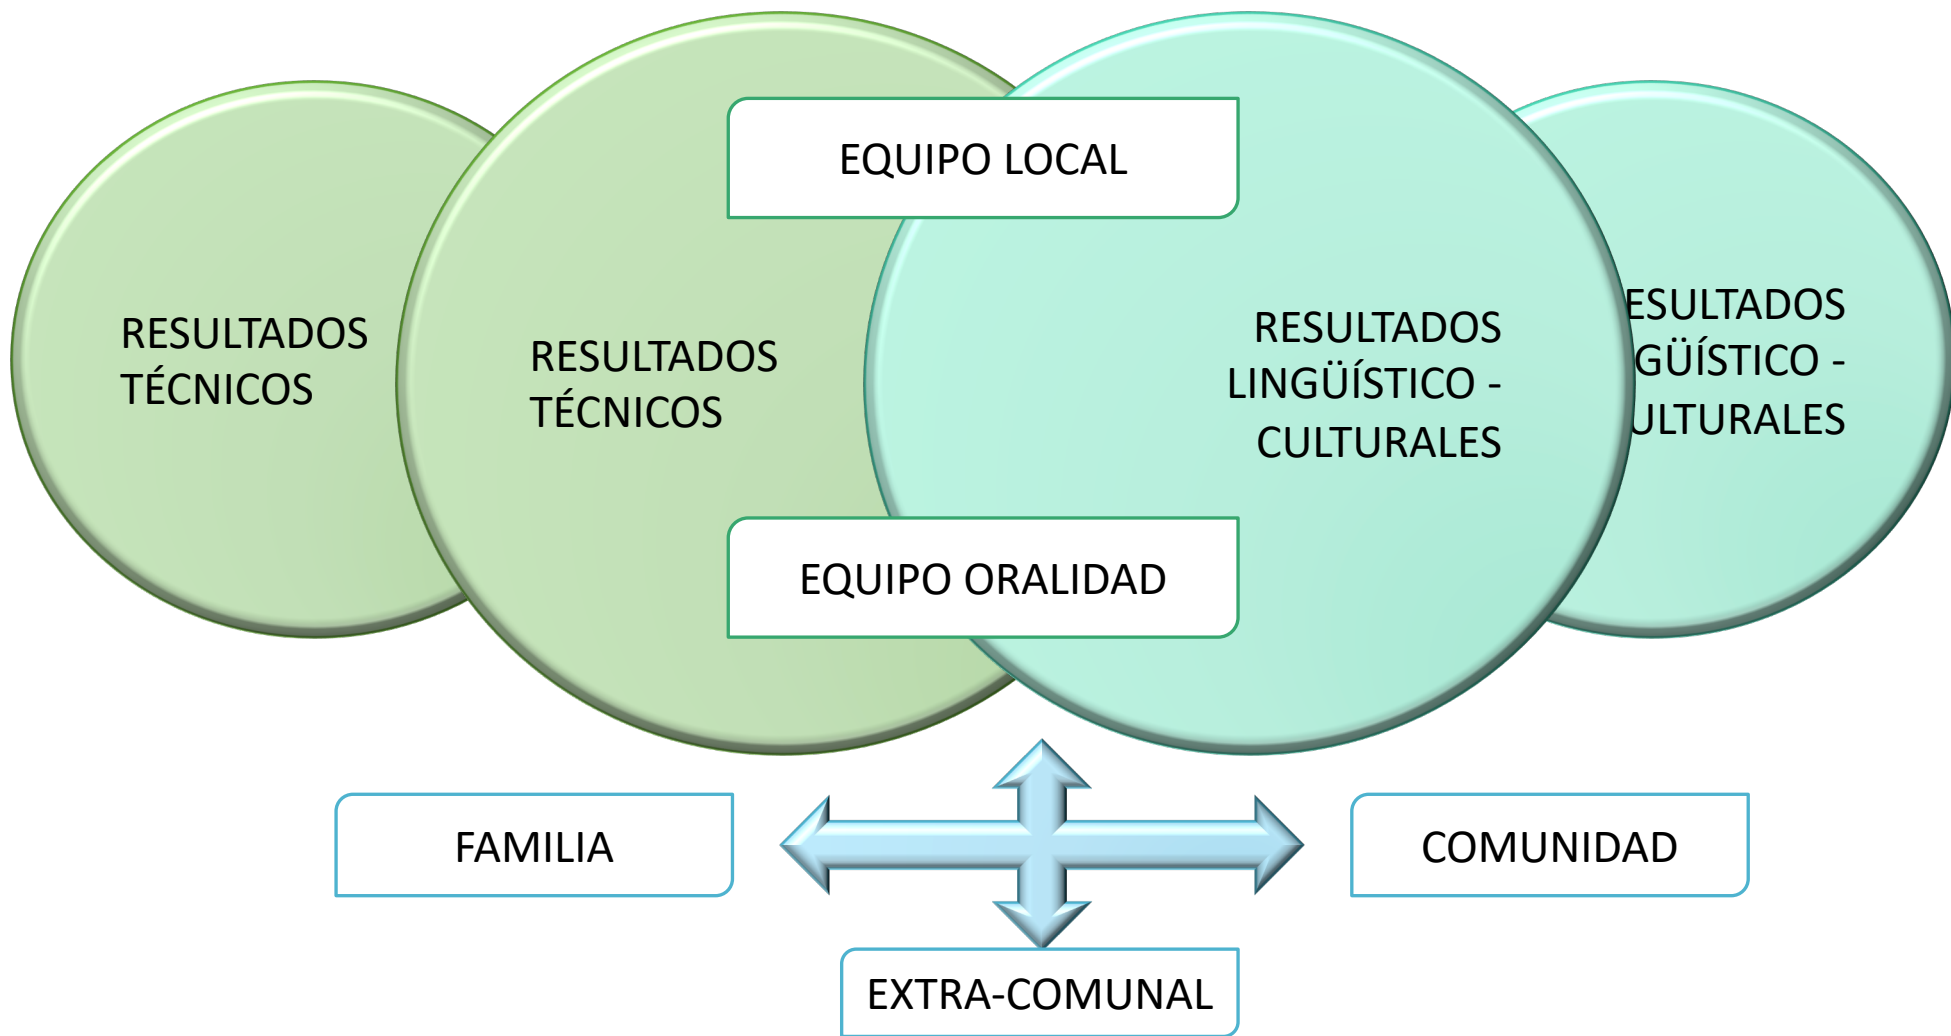 EQUIPO LOCAL
RESULTADOS
TÉCNICOS
RESULTADOS
TÉCNICOS
RESULTADOS
LINGÜÍSTICO -
CULTURALES
ESULTADOS
GÜÍSTICO -
ULTURALES
EQUIPO ORALIDAD
FAMILIA
COMUNIDAD
EXTRA-COMUNAL